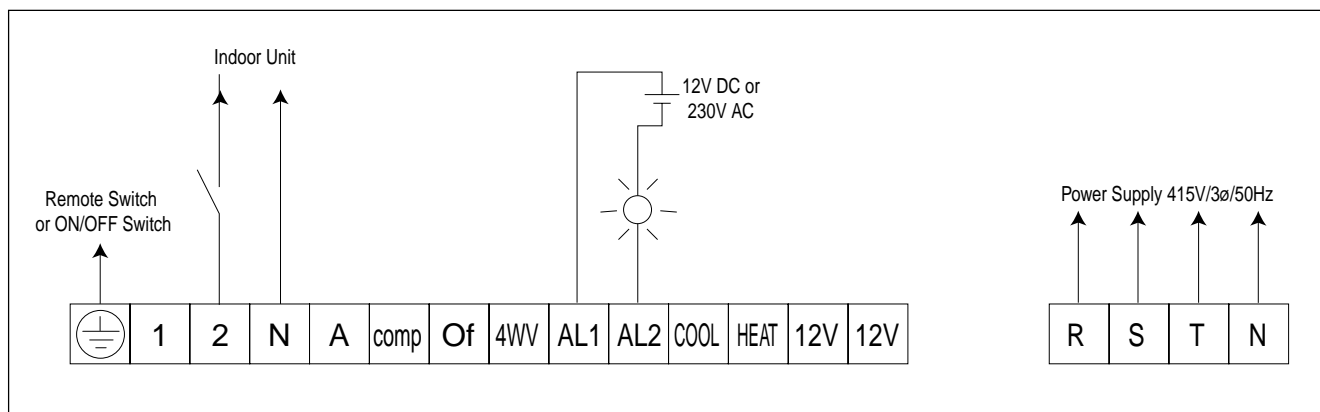 Indoor Unit
12V DC or
230V AC
Remote Switch
or ON/OFF Switch
Power Supply 415V/3ø/50Hz
1 2 N A comp Of 4WV AL1 AL2 COOL HEAT 12V 12V
R S T N